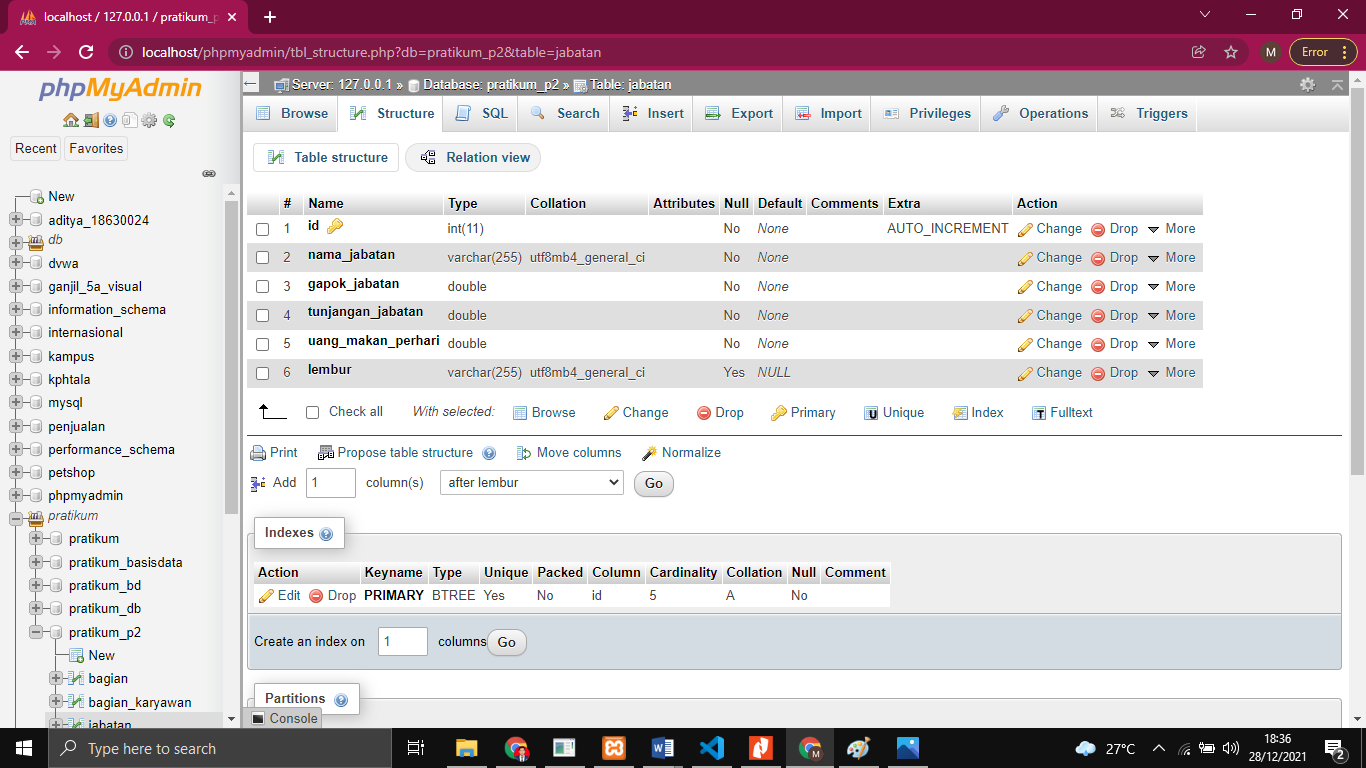 localhost / 127.0.0.1 / pratikum_p
localhost/phpmyadmin/tbl_structure.php?db=pratikum_p2&table=jabatan
M
Error
phpMyAdmin
Recent Favorites
New
aditya_18630024
db
dvwa
ganjil_5a_visual
information_schema
internasional
kampus
kphtala
mysql
penjualan
performance_schema
petshop
phpmyadmin
pratikum
pratikum
pratikum_basisdata
pratikum_bd
pratikum_db
pratikum_p2
New
bagian
bagian_karyawan
jabatan
Server: 127.0.0.1 » Database: pratikum_p2 » Table: jabatan
Browse Structure SQL Search Insert Export Import Privileges Operations Triggers
Table structure Relation view
# Name Type Collation Attributes Null Default Comments Extra Action
1 id int(11) No None AUTO_INCREMENT Change Drop More
2 nama_jabatan varchar(255) utf8mb4_general_ci No None Change Drop More
3 gapok_jabatan double No None Change Drop More
4 tunjangan_jabatan double No None Change Drop More
5 uang_makan_perhari double No None Change Drop More
6 lembur varchar(255) utf8mb4_general_ci Yes NULL Change Drop More
Check all With selected: Browse Change Drop Primary Unique Index Fulltext
Print Propose table structure Move columns Normalize
Add 1 column(s) after lembur Go
Indexes
Action Keyname Type Unique Packed Column Cardinality Collation Null Comment
Edit Drop PRIMARY BTREE Yes No id 5 A No
Create an index on 1 columns Go
Partitions
Console
Type here to search
27°C
18:36
28/12/2021
2